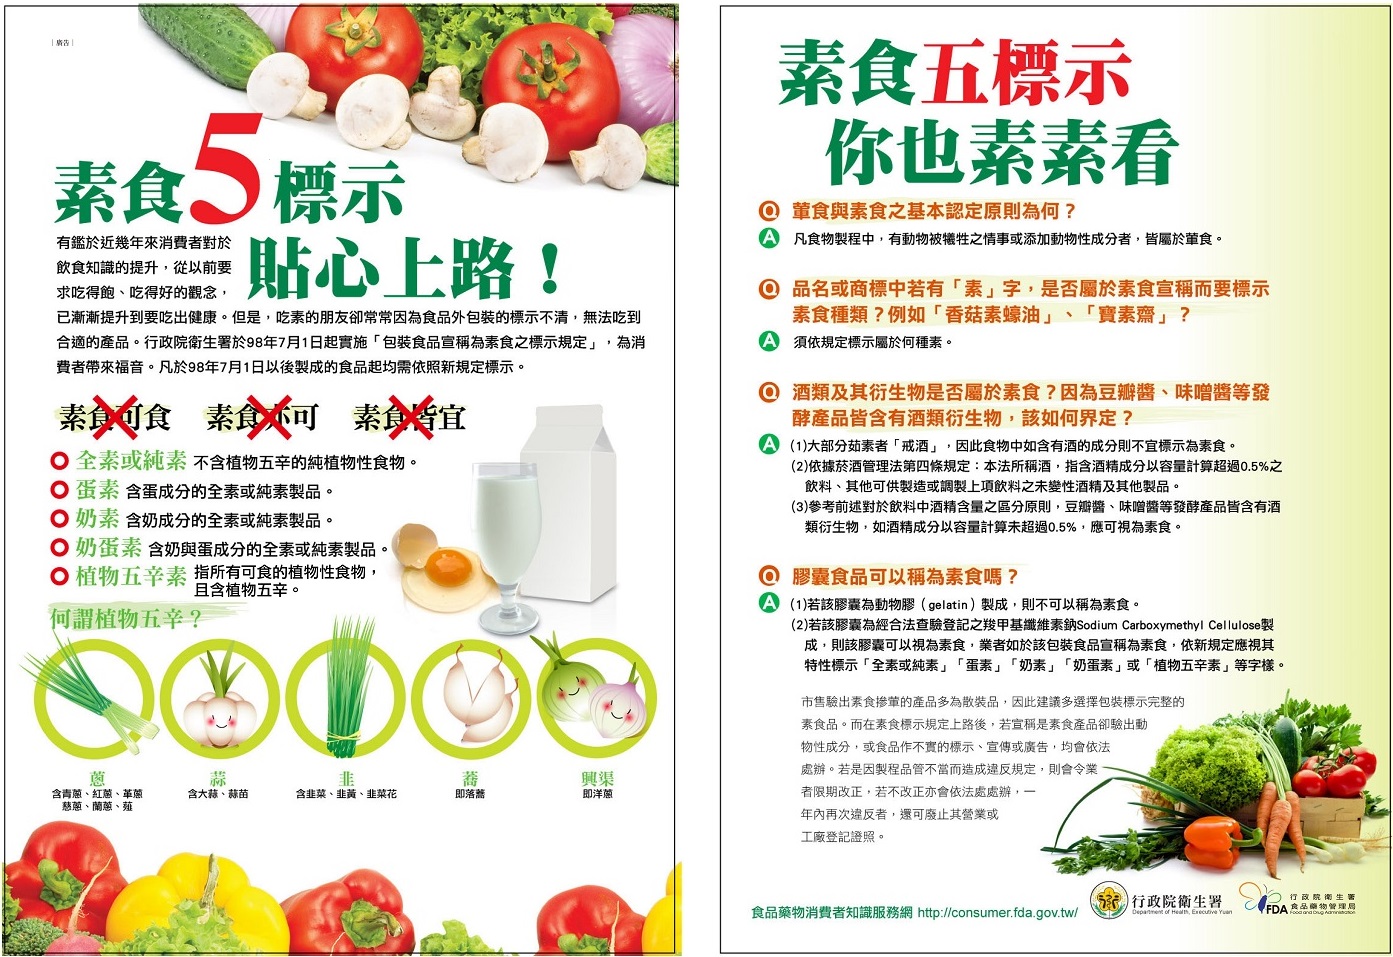 ｜廣告｜
素食5標示
貼心上路！
有鑑於近幾年來消費者對於
飲食知識的提升，從以前要
求吃得飽、吃得好的觀念，
已漸漸提升到要吃出健康。但是，吃素的朋友卻常常因為食品外包裝的標示不清，無法吃到
合適的產品。行政院衛生署於98年7月1日起實施「包裝食品宣稱為素食之標示規定」，為消
費者帶來福音。凡於98年7月1日以後製成的食品起均需依照新規定標示。
素食可食 素食亦可 素食皆宜
全素或純素 不含植物五辛的純植物性食物。
蛋素 含蛋成分的全素或純素製品。
奶素 含奶成分的全素或純素製品。
奶蛋素 含奶與蛋成分的全素或純素製品。
植物五辛素 指所有可食的植物性食物，
且含植物五辛。
何謂植物五辛？
蔥 蒜 韭 蕎 興渠
含青蔥、紅蔥、革蔥 含大蒜、蒜苗 含韭菜、韭黃、韭菜花 即落蕎 即洋蔥
慈蔥、蘭蔥、薤
素食五標示
你也素素看
Q 葷食與素食之基本認定原則為何？
A 凡食物製程中，有動物被犧牲之情事或添加動物性成分者，皆屬於葷食。
Q 品名或商標中若有「素」字，是否屬於素食宣稱而要標示
素食種類？例如「香菇素蠔油」、「寶素齋」？
A 須依規定標示屬於何種素。
Q 酒類及其衍生物是否屬於素食？因為豆瓣醬、味噌醬等發
酵產品皆含有酒類衍生物，該如何界定？
A (1)大部分茹素者「戒酒」，因此食物中如含有酒的成分則不宜標示為素食。
(2)依據菸酒管理法第四條規定：本法所稱酒，指含酒精成分以容量計算超過0.5%之
飲料、其他可供製造或調製上項飲料之未變性酒精及其他製品。
(3)參考前述對於飲料中酒精含量之區分原則，豆瓣醬、味噌醬等發酵產品皆含有酒
類衍生物，如酒精成分以容量計算未超過0.5%，應可視為素食。
Q 膠囊食品可以稱為素食嗎？
A (1)若該膠囊為動物膠（gelatin）製成，則不可以稱為素食。
(2)若該膠囊為經合法查驗登記之羧甲基纖維素鈉Sodium Carboxymethyl Cellulose製
成，則該膠囊可以視為素食，業者如於該包裝食品宣稱為素食，依新規定應視其
特性標示「全素或純素」「蛋素」「奶素」「奶蛋素」或「植物五辛素」等字樣。
市售驗出素食摻葷的產品多為散裝品，因此建議多選擇包裝標示完整的
素食品。而在素食標示規定上路後，若宣稱是素食產品卻驗出動
物性成分，或食品作不實的標示、宣傳或廣告，均會依法
處辦。若是因製程品管不當而造成違反規定，則會令業
者限期改正，若不改正亦會依法處處辦，一
年內再次違反者，還可廢止其營業或
工廠登記證照。
食品藥物消費者知識服務網 http://consumer.fda.gov.tw/
行政院衛生署
Department of Health, Executive Yuan
FDA
行政院衛生署
食品藥物管理局
Food and Drug Administration